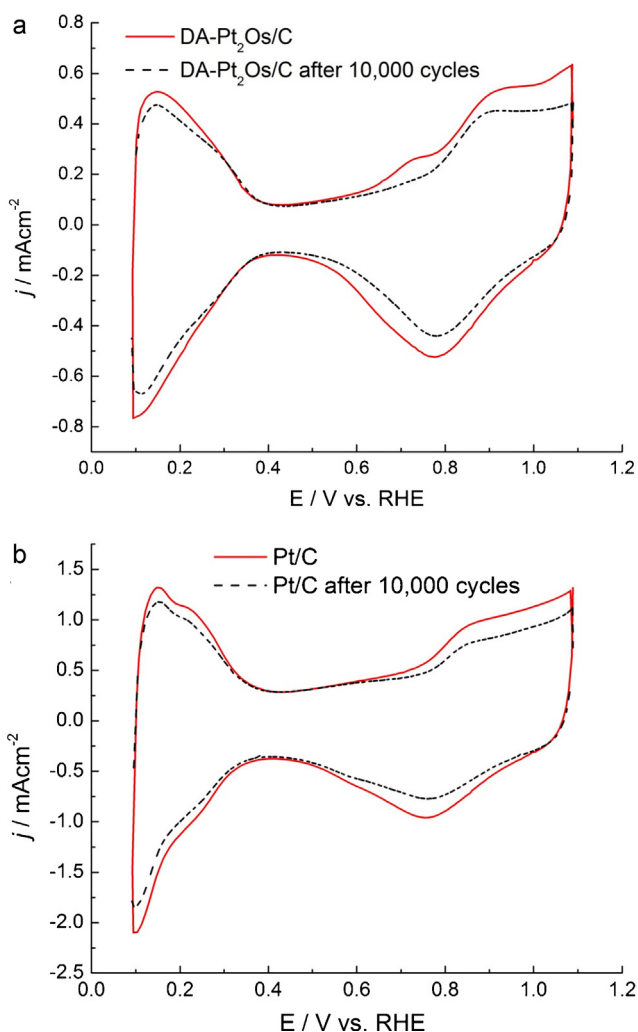 a
DA-Pt₂Os/C
DA-Pt₂Os/C after 10,000 cycles
0.8
0.6
0.4
0.2
0.0
-0.2
-0.4
-0.6
-0.8
j / mAcm⁻²
0.0 0.2 0.4 0.6 0.8 1.0 1.2
E / V vs. RHE
b
Pt/C
Pt/C after 10,000 cycles
1.5
1.0
0.5
0.0
-0.5
-1.0
-1.5
-2.0
-2.5
j / mAcm⁻²
0.0 0.2 0.4 0.6 0.8 1.0 1.2
E / V vs. RHE